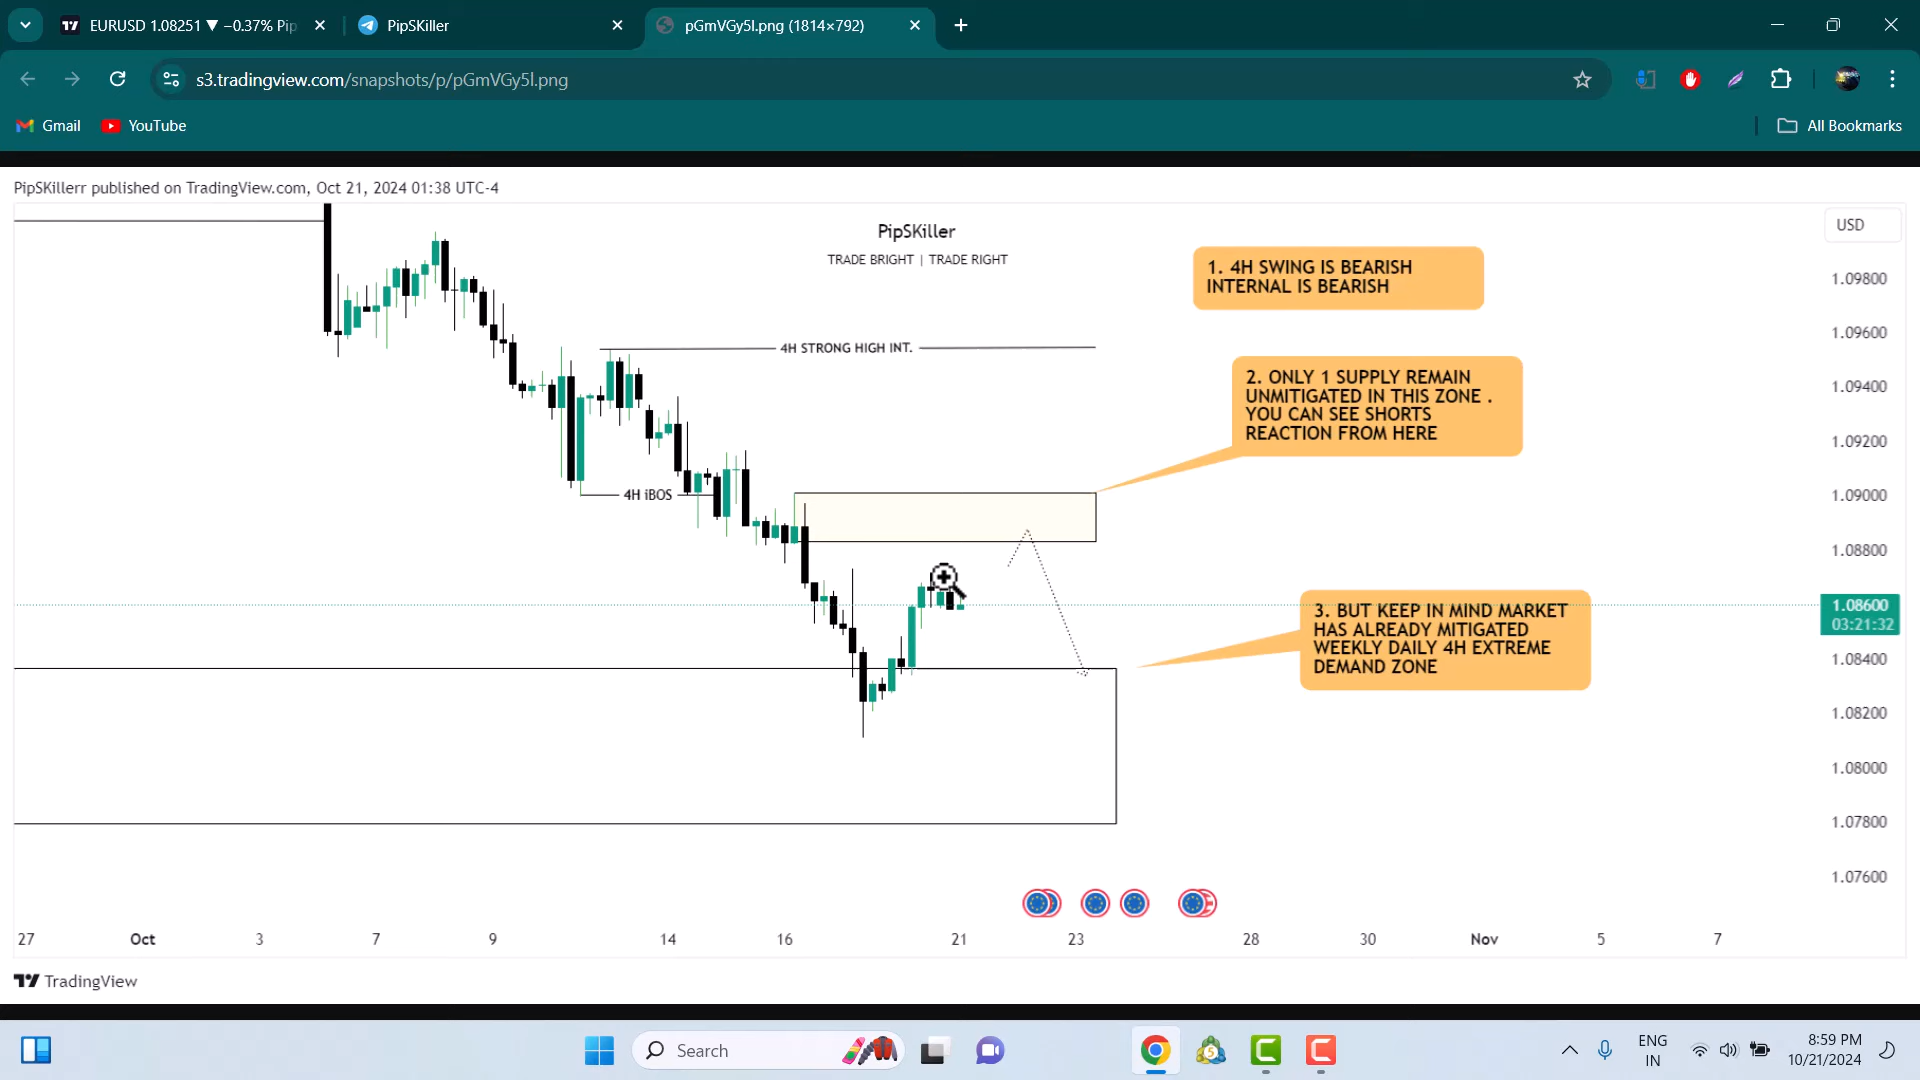 EURUSD 1.08251 ▼ −0.37% Pip
PipSKiller
pGmVGy5l.png (1814×792)
s3.tradingview.com/snapshots/p/pGmVGy5l.png
Gmail
YouTube
All Bookmarks
PipSKillerr published on TradingView.com, Oct 21, 2024 01:38 UTC-4
PipSKiller
TRADE BRIGHT | TRADE RIGHT
USD
1. 4H SWING IS BEARISH
INTERNAL IS BEARISH
4H STRONG HIGH INT.
2. ONLY 1 SUPPLY REMAIN
UNMITIGATED IN THIS ZONE .
YOU CAN SEE SHORTS
REACTION FROM HERE
4H iBOS
3. BUT KEEP IN MIND MARKET
HAS ALREADY MITIGATED
WEEKLY DAILY 4H EXTREME
DEMAND ZONE
1.09800
1.09600
1.09400
1.09200
1.09000
1.08800
1.08600
03:21:32
1.08400
1.08200
1.08000
1.07800
1.07600
27 Oct 3 7 9 14 16 21 23 28 30 Nov 5 7
TradingView
Search
ENG
IN
8:59 PM
10/21/2024